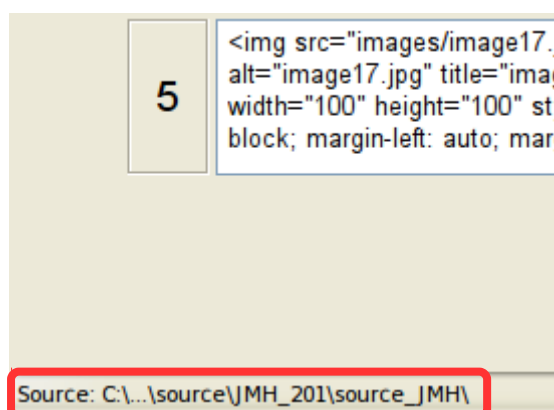 5
<img src="images/image17.
alt="image17.jpg" title="ima
width="100" height="100" st
block; margin-left: auto; mar
Source: C:\...\source\JMH_201\source_JMH\